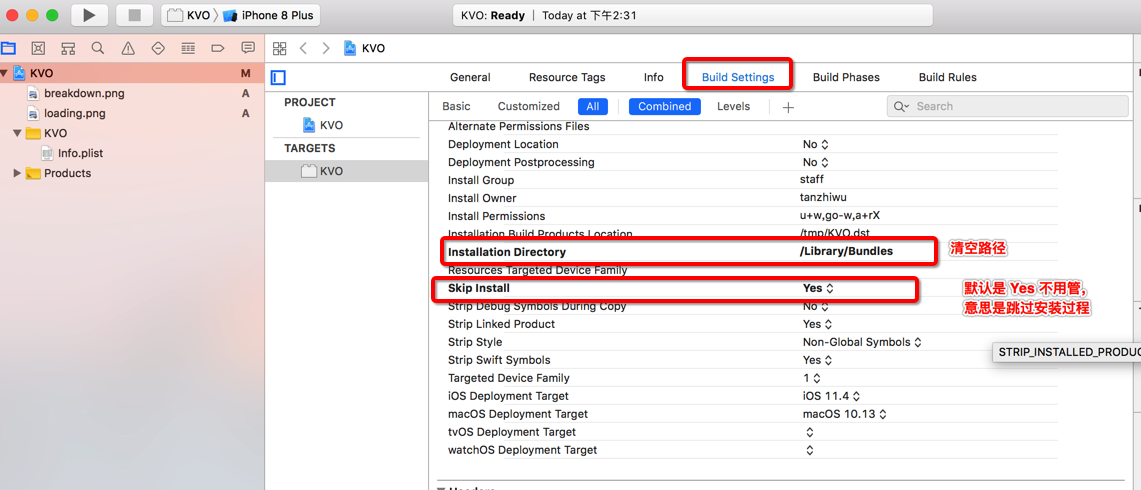 KVO iPhone 8 Plus
KVO: Ready | Today at 下午2:31
KVO M
breakdown.png A
loading.png A
KVO
Info.plist
Products
KVO
General Resource Tags Info Build Settings Build Phases Build Rules
PROJECT
KVO
TARGETS
KVO
Basic Customized All Combined Levels + Search
Alternate Permissions Files
Deployment Location No
Deployment Postprocessing No
Install Group staff
Install Owner tanzhiwu
Install Permissions u+w,go-w,a+rX
Installation Build Products Location /tmp/KVO.dst
Installation Directory /Library/Bundles
清空路径
Resources Targeted Device Family
Skip Install Yes
默认是 Yes 不用管，
意思是跳过安装过程
Strip Debug Symbols During Copy No
Strip Linked Product Yes
Strip Style Non-Global Symbols
STRIP_INSTALLED_PRODUC
Strip Swift Symbols Yes
Targeted Device Family 1
iOS Deployment Target iOS 11.4
macOS Deployment Target macOS 10.13
tvOS Deployment Target
watchOS Deployment Target
Headers